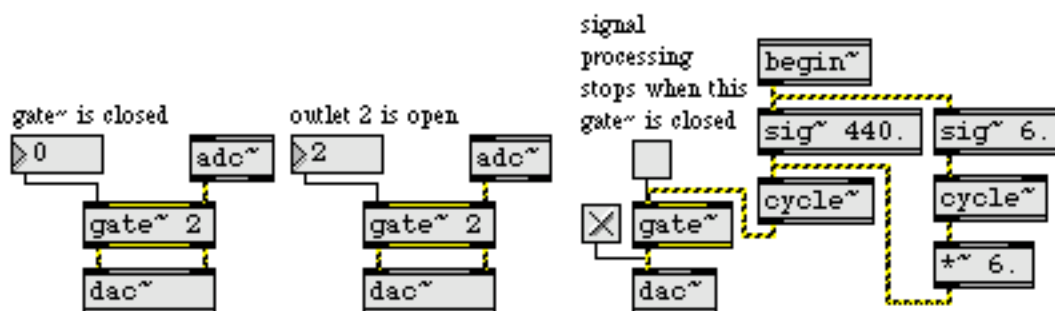 gate~ is closed
0
adc~
gate~ 2
dac~
outlet 2 is open
2
adc~
gate~ 2
dac~
signal
processing
stops when this
gate~ is closed
gate~
dac~
begin~
sig~ 440.
cycle~
sig~ 6.
cycle~
*~ 6.